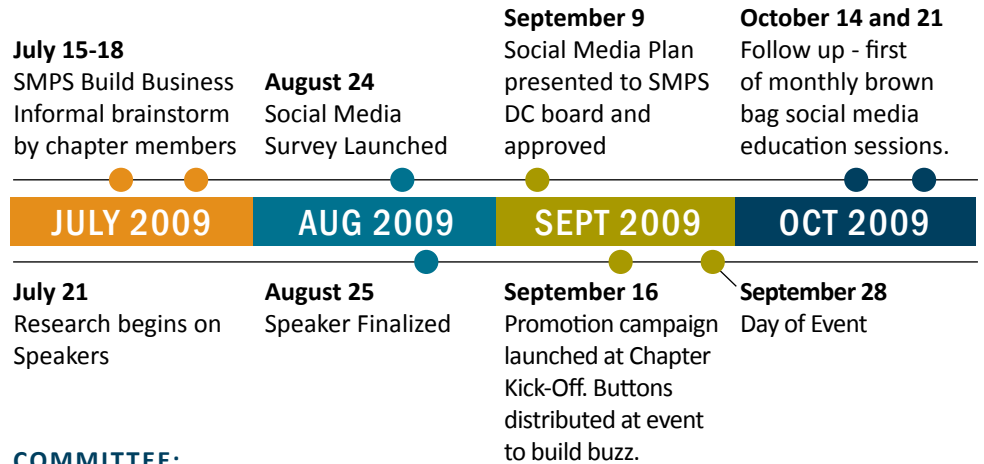 July 15-18
SMPS Build Business
Informal brainstorm
by chapter members
August 24
Social Media
Survey Launched
September 9
Social Media Plan
presented to SMPS
DC board and
approved
October 14 and 21
Follow up - first
of monthly brown
bag social media
education sessions.
JULY 2009
AUG 2009
SEPT 2009
OCT 2009
July 21
Research begins on
Speakers
August 25
Speaker Finalized
September 16
Promotion campaign
launched at Chapter
Kick-Off. Buttons
distributed at event
to build buzz.
September 28
Day of Event
COMMITTEE: